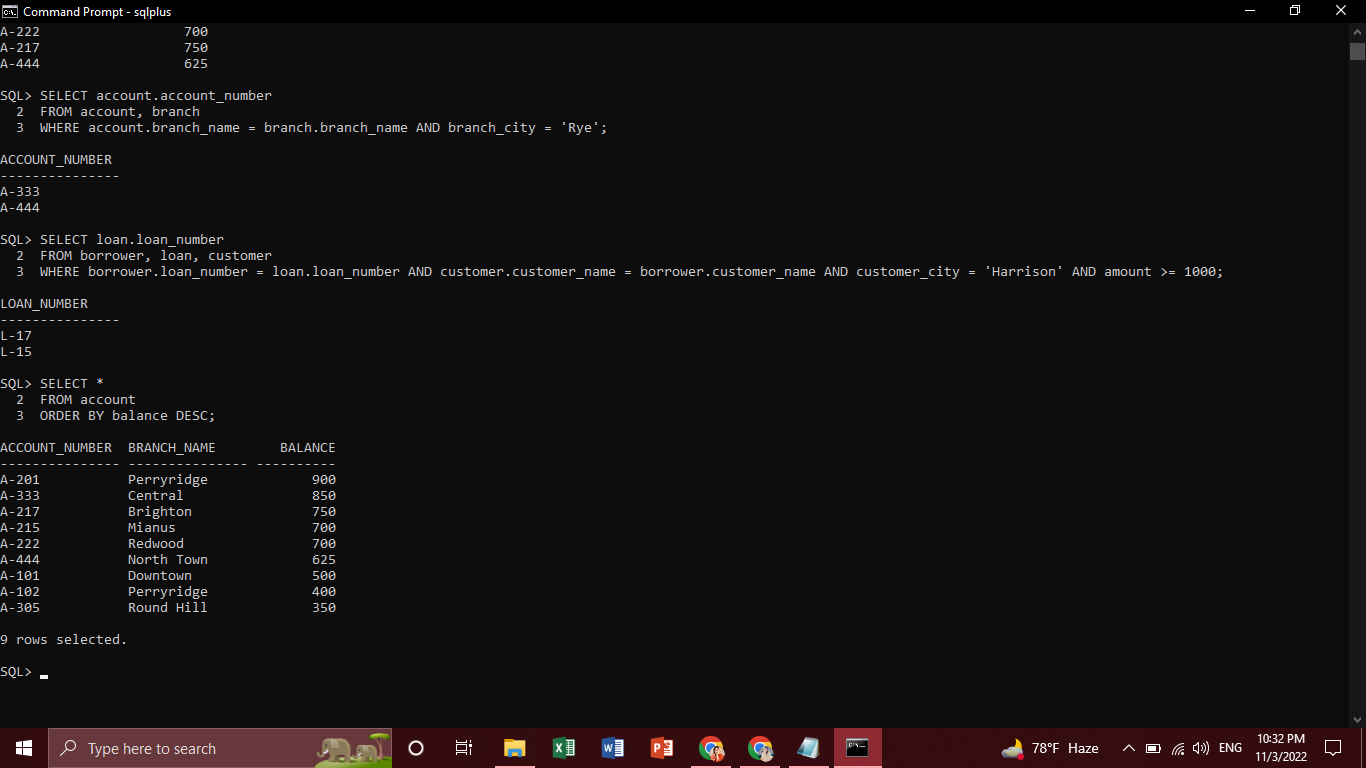 Command Prompt - sqlplus
A-222                  700
A-217                  750
A-444                  625
SQL> SELECT account.account_number
  2  FROM account, branch
  3  WHERE account.branch_name = branch.branch_name AND branch_city = 'Rye';
ACCOUNT_NUMBER
---------------
A-333
A-444
SQL> SELECT loan.loan_number
  2  FROM borrower, loan, customer
  3  WHERE borrower.loan_number = loan.loan_number AND customer.customer_name = borrower.customer_name AND customer_city = 'Harrison' AND amount >= 1000;
LOAN_NUMBER
---------------
L-17
L-15
SQL> SELECT *
  2  FROM account
  3  ORDER BY balance DESC;
ACCOUNT_NUMBER  BRANCH_NAME        BALANCE
--------------- --------------- ----------
A-201           Perryridge             900
A-333           Central                850
A-217           Brighton               750
A-215           Mianus                 700
A-222           Redwood                700
A-444           North Town             625
A-101           Downtown               500
A-102           Perryridge             400
A-305           Round Hill             350
9 rows selected.
SQL>
Type here to search
78°F Haze
ENG
10:32 PM
11/3/2022